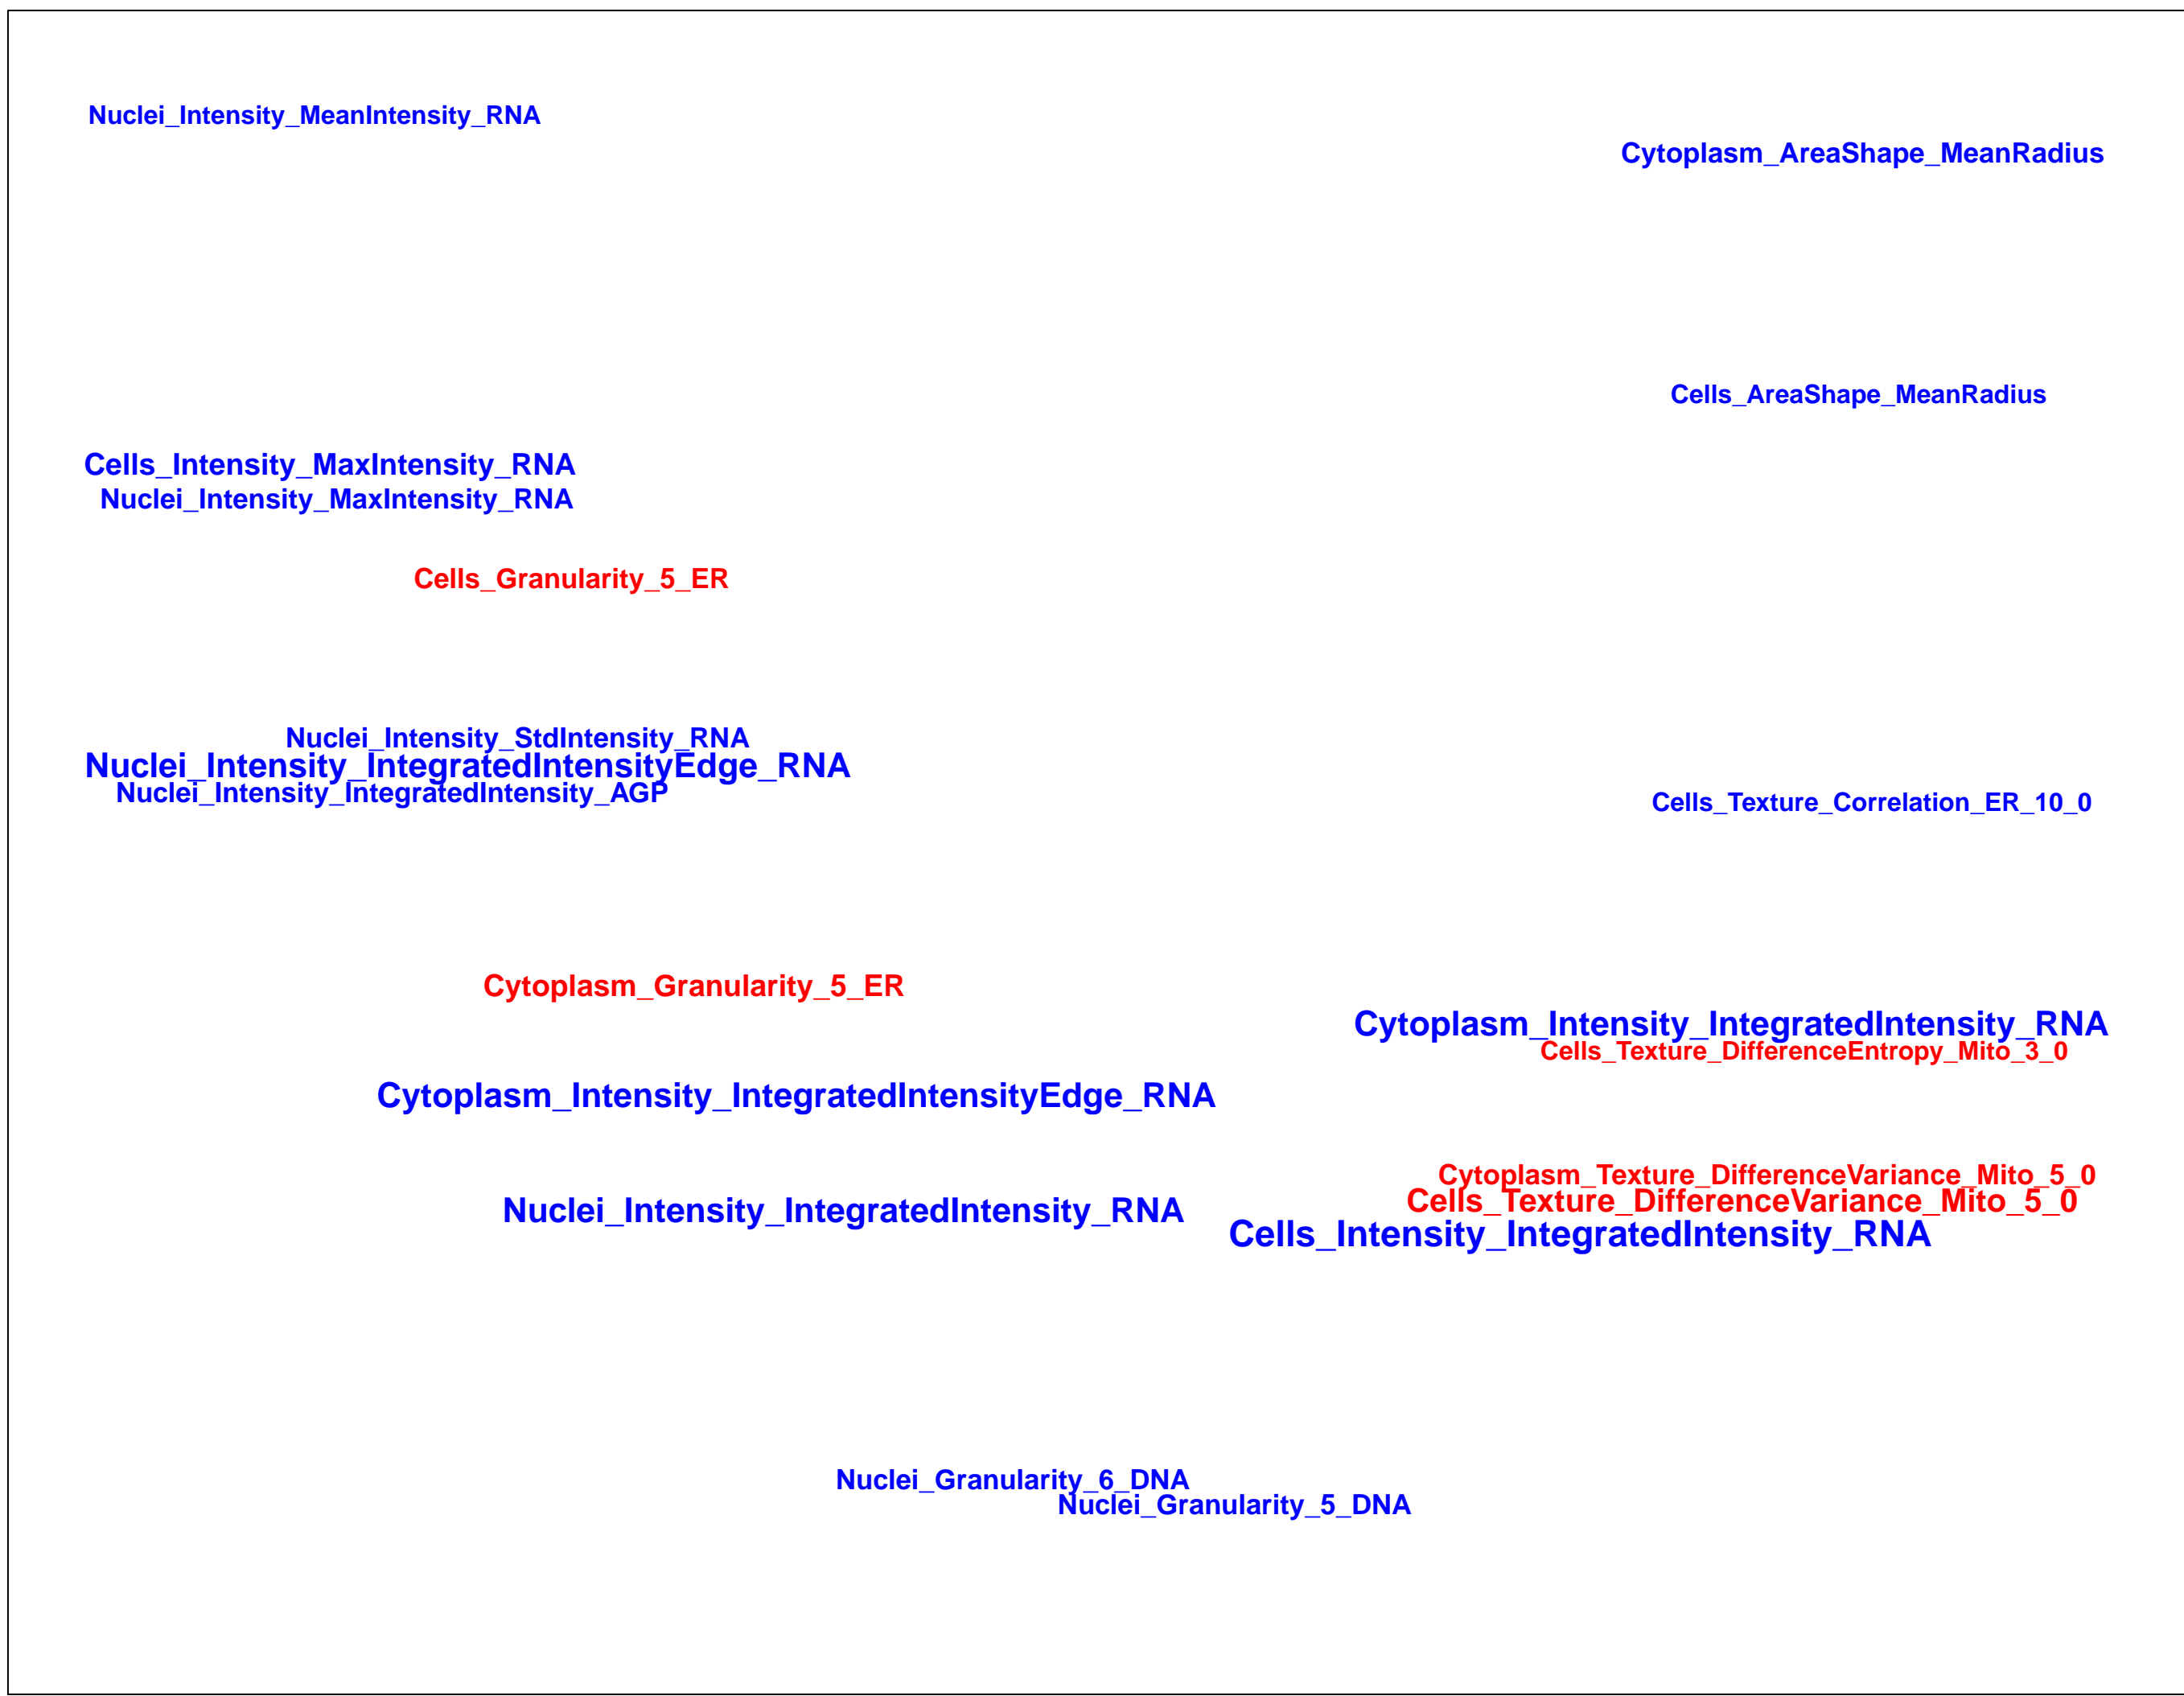 Nuclei_Intensity_MeanIntensity_RNA
Cytoplasm_AreaShape_MeanRadius
Cells_AreaShape_MeanRadius
Cells_Intensity_MaxIntensity_RNA
Nuclei_Intensity_MaxIntensity_RNA
Cells_Granularity_5_ER
Nuclei_Intensity_StdIntensity_RNA
Nuclei_Intensity_IntegratedIntensityEdge_RNA
Nuclei_Intensity_IntegratedIntensity_AGP
Cells_Texture_Correlation_ER_10_0
Cytoplasm_Granularity_5_ER
Cytoplasm_Intensity_IntegratedIntensity_RNA
Cells_Texture_DifferenceEntropy_Mito_3_0
Cytoplasm_Intensity_IntegratedIntensityEdge_RNA
Cytoplasm_Texture_DifferenceVariance_Mito_5_0
Cells_Texture_DifferenceVariance_Mito_5_0
Nuclei_Intensity_IntegratedIntensity_RNA
Cells_Intensity_IntegratedIntensity_RNA
Nuclei_Granularity_6_DNA
Nuclei_Granularity_5_DNA